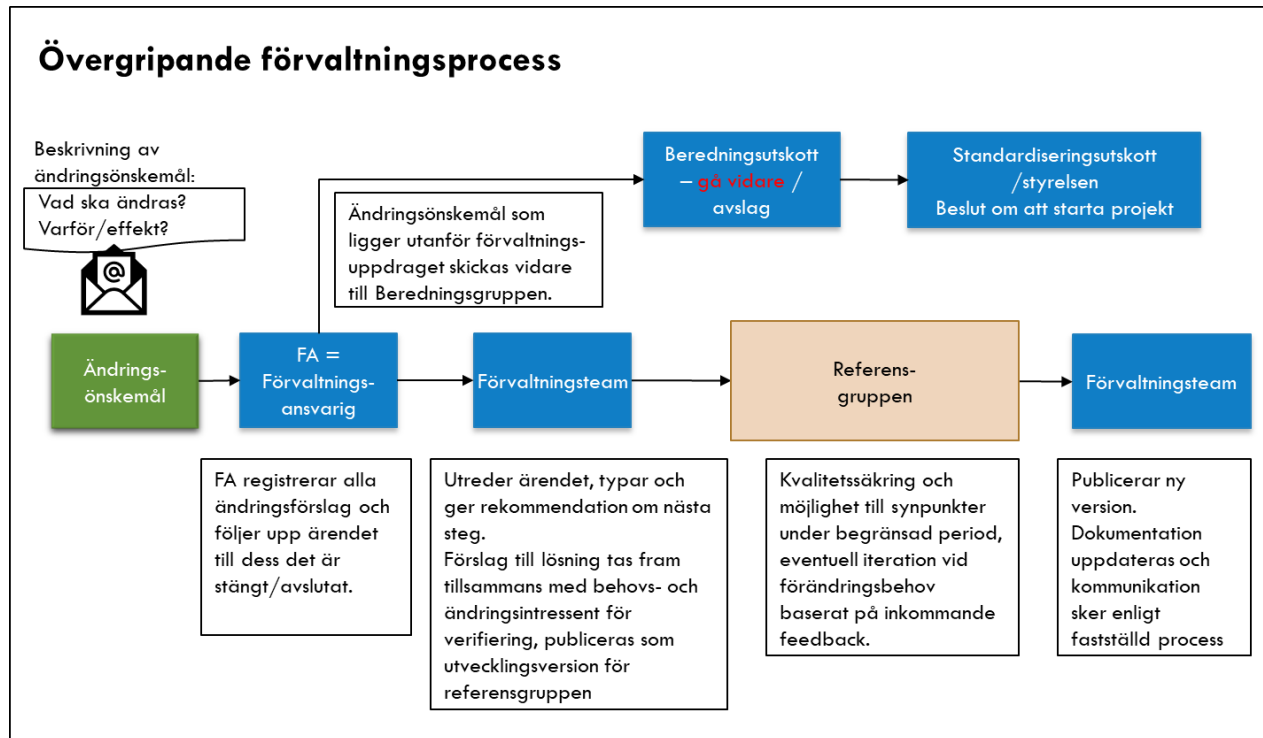 Övergripande förvaltningsprocess
Beskrivning av
ändringsönskemål:
Vad ska ändras?
Varför/effekt?
@
Beredningsutskott
– gå vidare /
avslag
Standardiseringsutskott
/styrelsen
Beslut om att starta projekt
Ändringsönskemål som
ligger utanför förvaltnings-
uppdraget skickas vidare
till Beredningsgruppen.
Ändrings-
önskemål
FA =
Förvaltnings-
ansvarig
Förvaltningsteam
Referens-
gruppen
Förvaltningsteam
FA registrerar alla
ändringsförslag och
följer upp ärendet
till dess det är
stängt/avslutat.
Utreder ärendet, typar och
ger rekommendation om nästa
steg.
Förslag till lösning tas fram
tillsammans med behovs- och
ändringsintressent för
verifiering, publiceras som
utvecklingsversion för
referensgruppen
Kvalitetssäkring och
möjlighet till synpunkter
under begränsad period,
eventuell iteration vid
förändringsbehov
baserat på inkommande
feedback.
Publicerar ny
version.
Dokumentation
uppdateras och
kommunikation
sker enligt
fastställd process